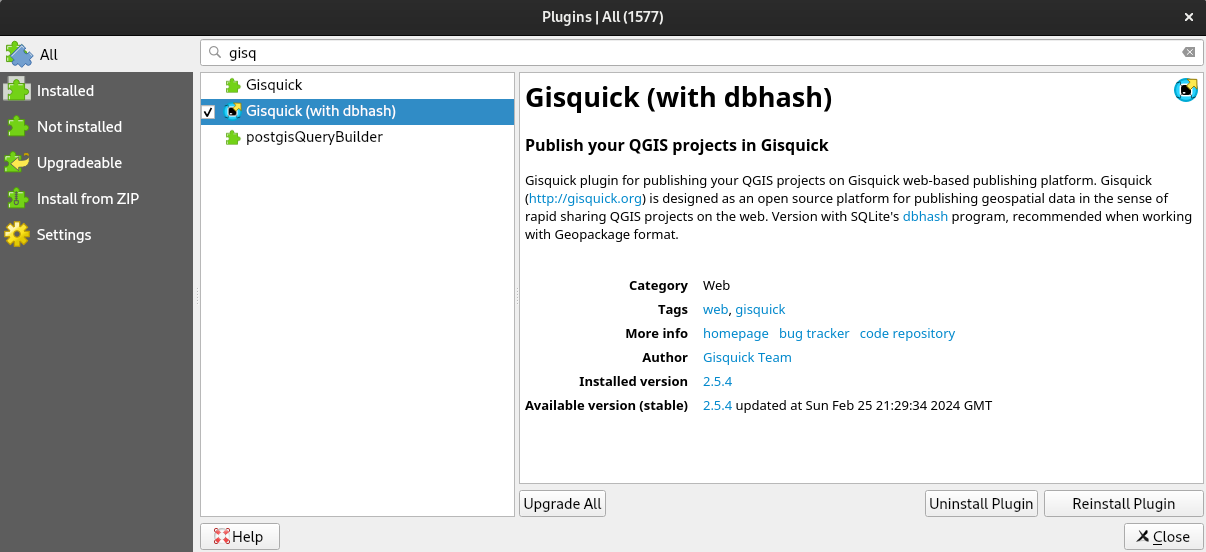 Plugins | All (1577)
All
Installed
Not installed
Upgradeable
Install from ZIP
Settings
gisq
Gisquick
Gisquick (with dbhash)
postgisQueryBuilder
Gisquick (with dbhash)
Publish your QGIS projects in Gisquick
Gisquick plugin for publishing your QGIS projects on Gisquick web-based publishing platform. Gisquick
(http://gisquick.org) is designed as an open source platform for publishing geospatial data in the sense of
rapid sharing QGIS projects on the web. Version with SQLite's dbhash program, recommended when working
with Geopackage format.
Category Web
Tags web, gisquick
More info homepage bug tracker code repository
Author Gisquick Team
Installed version 2.5.4
Available version (stable) 2.5.4 updated at Sun Feb 25 21:29:34 2024 GMT
Upgrade All Uninstall Plugin Reinstall Plugin
Help Close